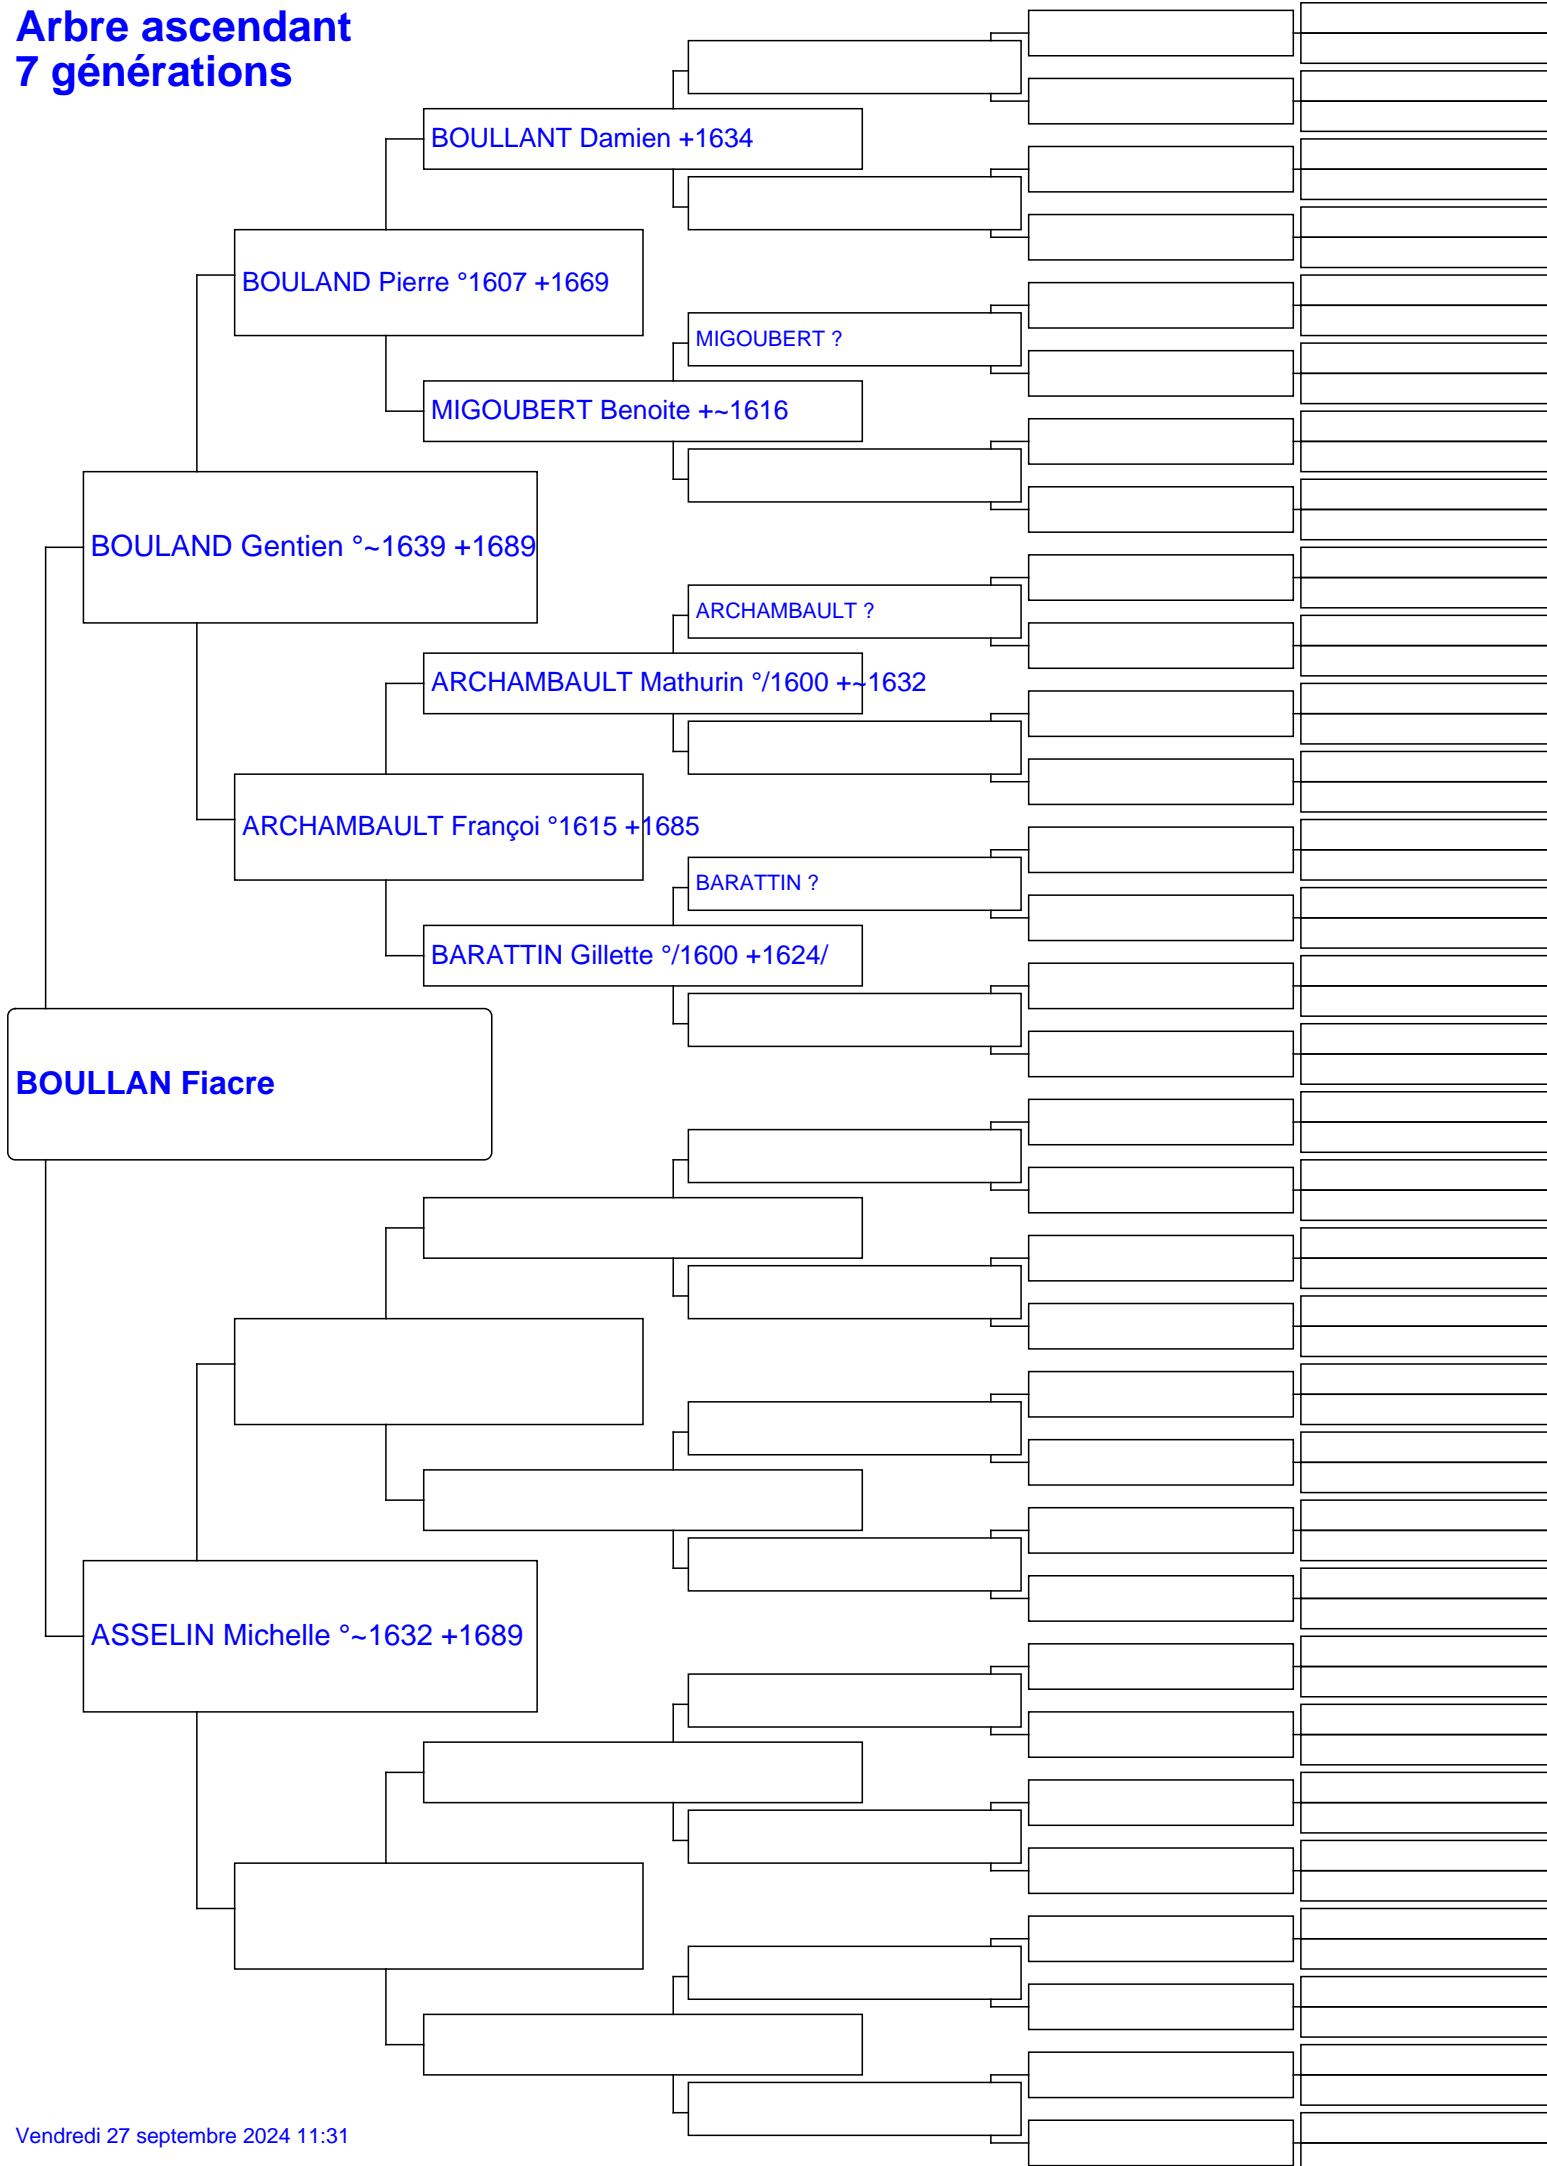 Arbre ascendant
7 générations
BOULLANT Damien +1634
BOULAND Pierre °1607 +1669
MIGOUBERT ?
MIGOUBERT Benoite +~1616
BOULAND Gentien °~1639 +1689
ARCHAMBAULT ?
ARCHAMBAULT Mathurin °/1600 +~1632
ARCHAMBAULT Françoi °1615 +1685
BARATTIN ?
BARATTIN Gillette °/1600 +1624/
BOULLAN Fiacre
ASSELIN Michelle °~1632 +1689
Vendredi 27 septembre 2024 11:31